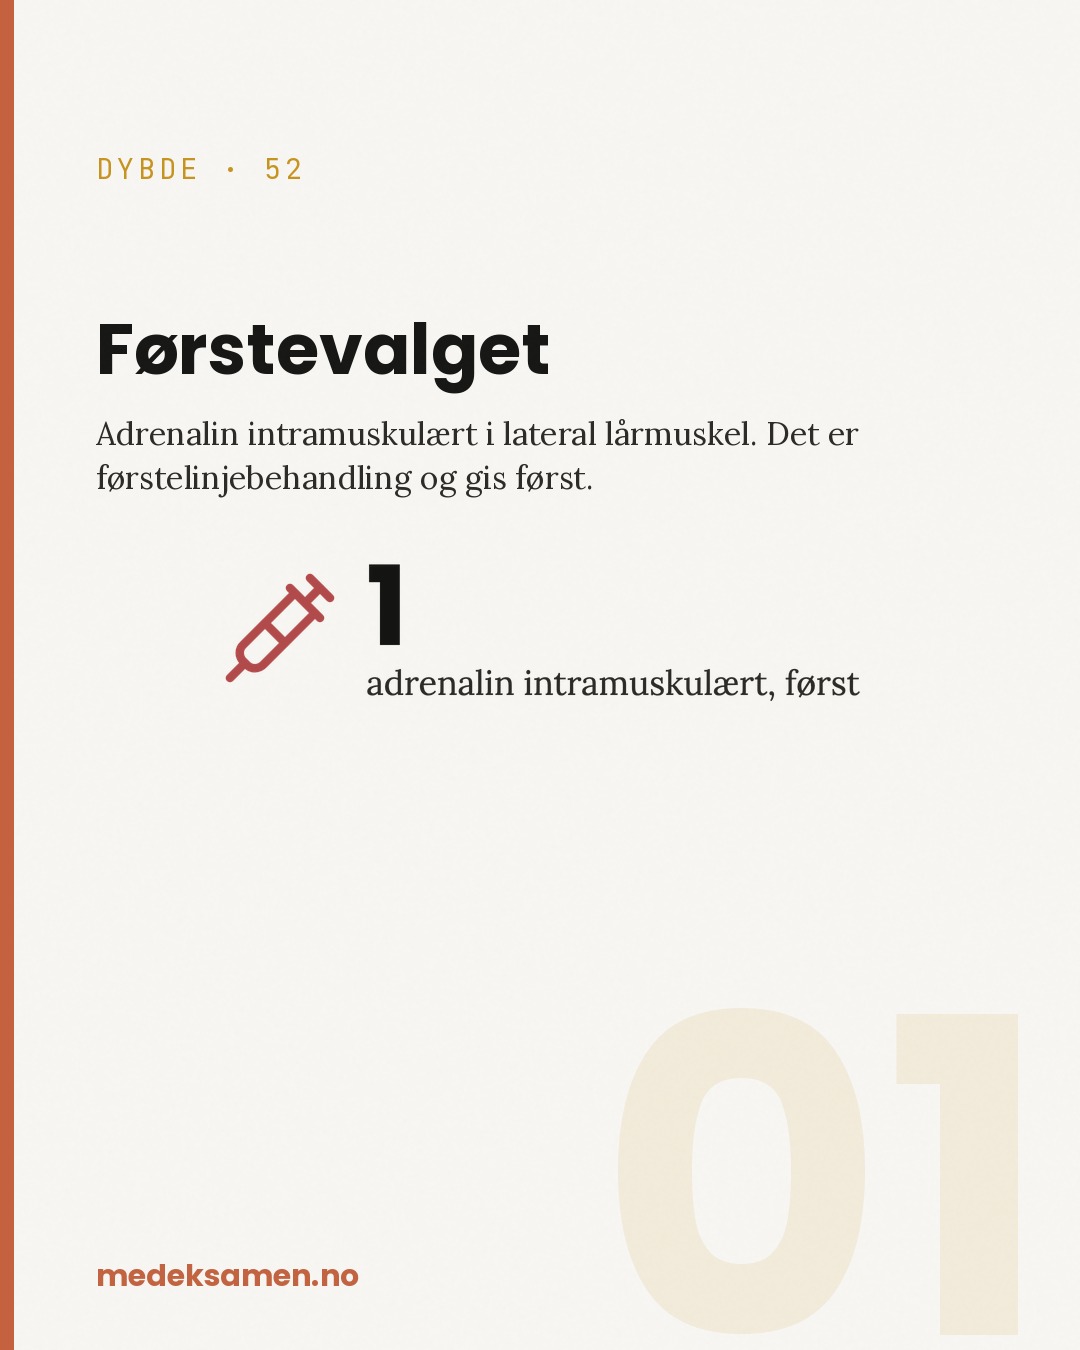 DYBDE · 52
Førstevalget
Adrenalin intramuskulært i lateral lårmuskel. Det er
førstelinjebehandling og gis først.
1
adrenalin intramuskulært, først
01
medeksamen.no